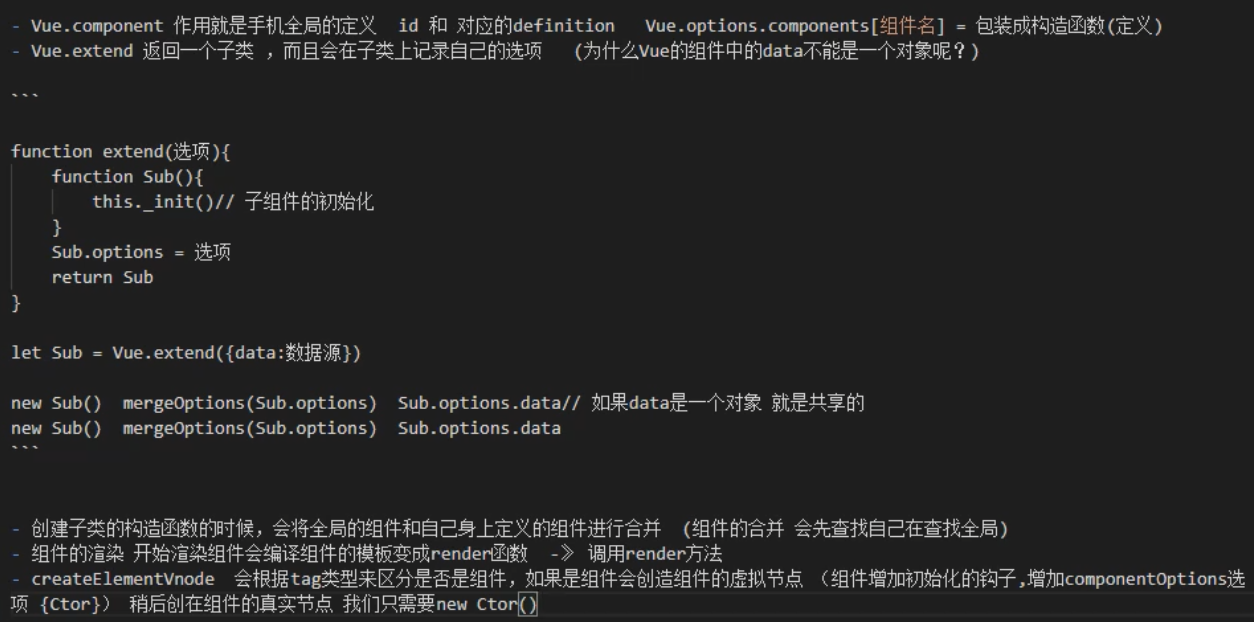 - Vue.component 作用就是手机全局的定义 id 和 对应的definition Vue.options.components[组件名] = 包装成构造函数(定义)
- Vue.extend 返回一个子类 ，而且会在子类上记录自己的选项 (为什么Vue的组件中的data不能是一个对象呢？)
```
function extend(选项){
    function Sub(){
        this._init()// 子组件的初始化
    }
    Sub.options = 选项
    return Sub
}
let Sub = Vue.extend({data:数据源})
new Sub() mergeOptions(Sub.options) Sub.options.data// 如果data是一个对象 就是共享的
new Sub() mergeOptions(Sub.options) Sub.options.data
```
- 创建子类的构造函数的时候，会将全局的组件和自己身上定义的组件进行合并 (组件的合并 会先查找自己在查找全局)
- 组件的渲染 开始渲染组件会编译组件的模板变成render函数 -》 调用render方法
- createElementVnode 会根据tag类型来区分是否是组件，如果是组件会创造组件的虚拟节点 （组件增加初始化的钩子,增加componentOptions选
项 {Ctor}） 稍后创在组件的真实节点 我们只需要new Ctor()